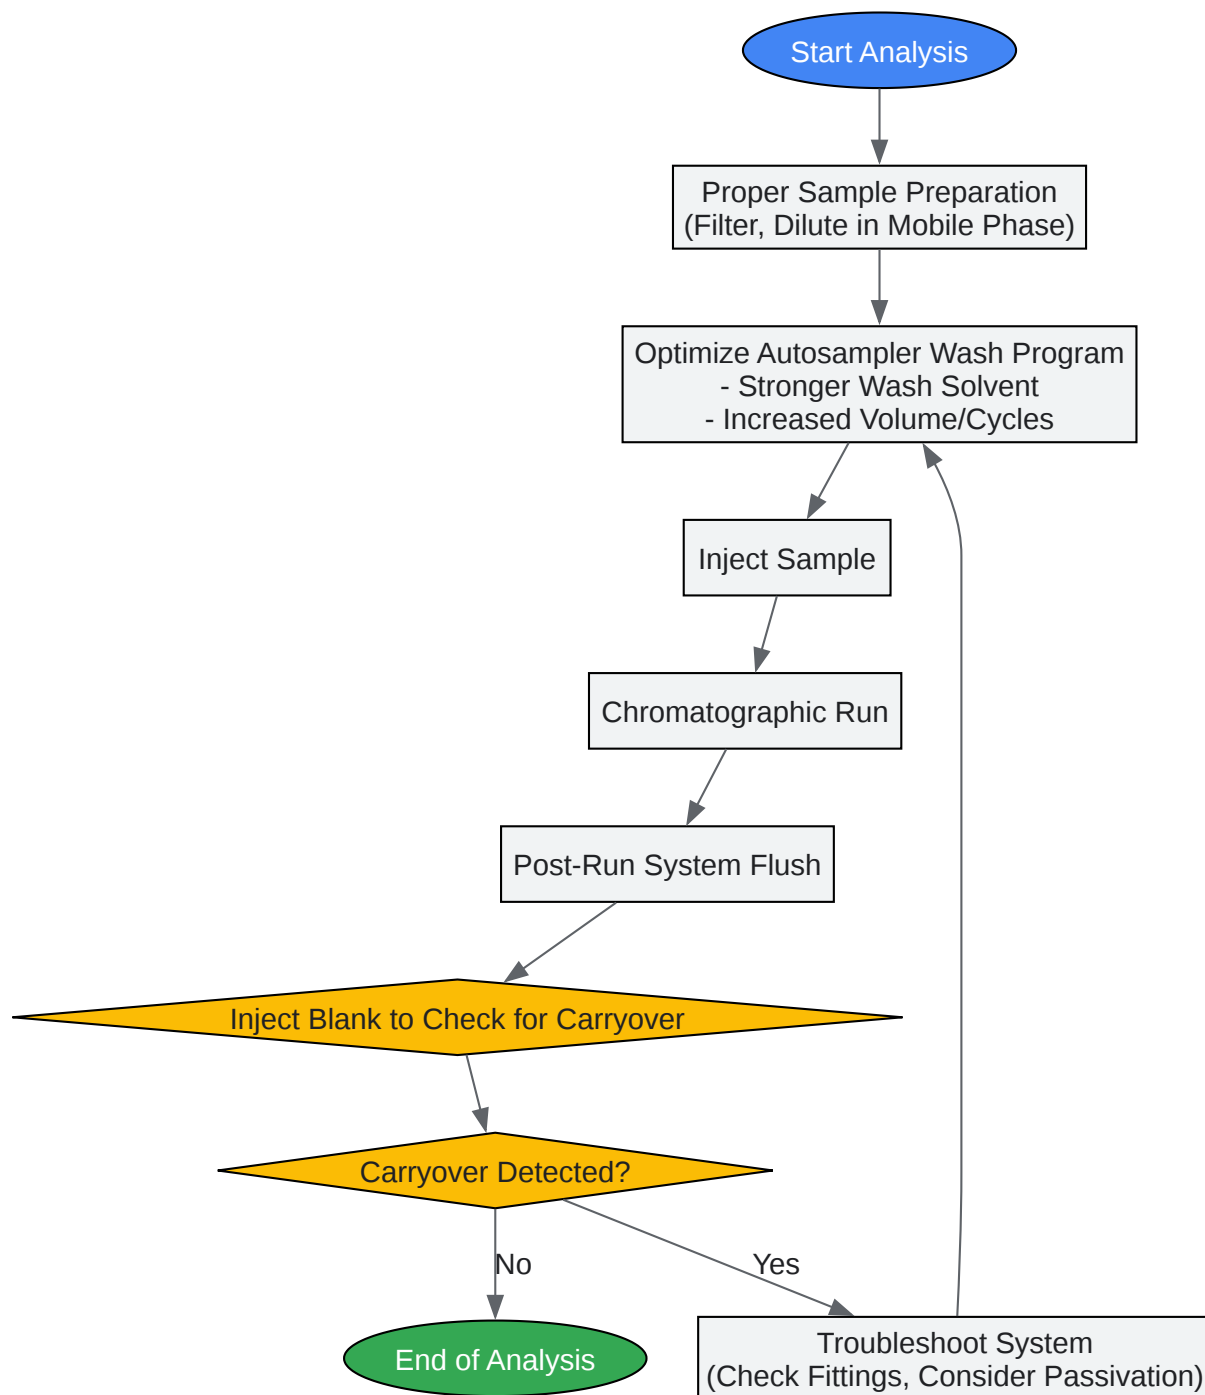 Start Analysis
Proper Sample Preparation
(Filter, Dilute in Mobile Phase)
Optimize Autosampler Wash Program
- Stronger Wash Solvent
- Increased Volume/Cycles
Inject Sample
Chromatographic Run
Post-Run System Flush
Inject Blank to Check for Carryover
Carryover Detected?
No
Yes
End of Analysis
Troubleshoot System
(Check Fittings, Consider Passivation)